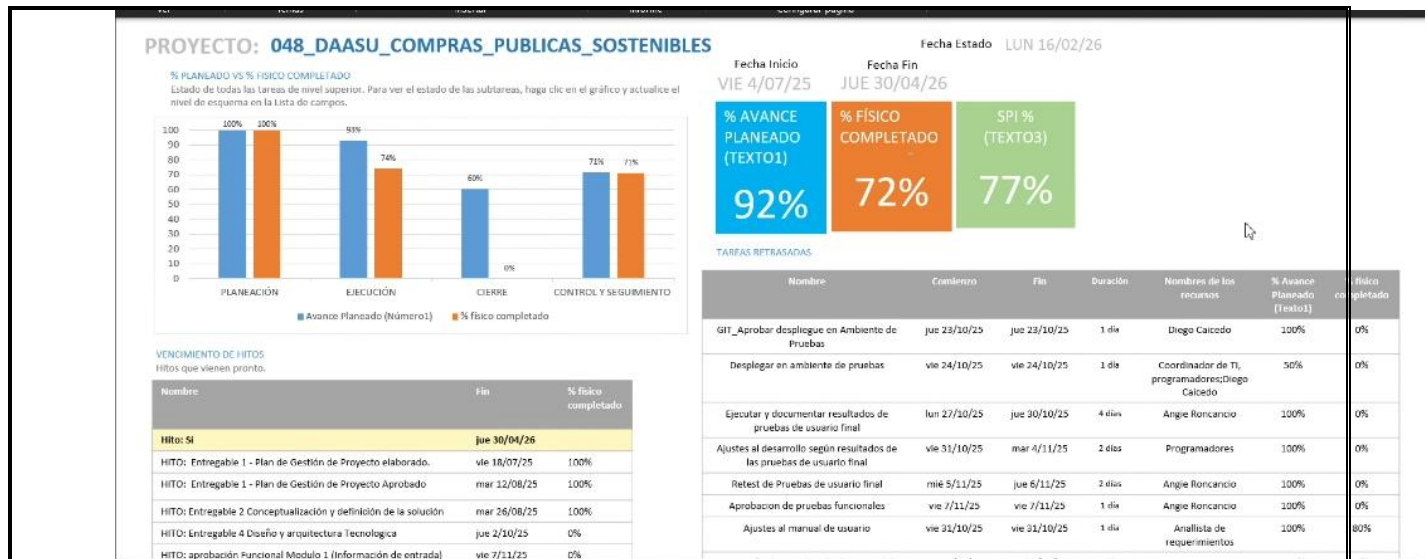 Ver Temas Insertar Informe Configurar página
PROYECTO: 048_DAASU_COMPRAS_PUBLICAS_SOSTENIBLES
Fecha Estado LUN 16/02/26
Fecha Inicio Fecha Fin
VIE 4/07/25 JUE 30/04/26
% PLANEADO VS % FISICO COMPLETADO
Estado de todas las tareas de nivel superior. Para ver el estado de las subtareas, haga clic en el gráfico y actualice el
nivel de esquema en la Lista de campos.
100
90
80
70
60
50
40
30
20
10
0
100% 100%
93%
74%
60%
0%
71% 71%
PLANEACIÓN EJECUCIÓN CIERRE CONTROL Y SEGUIMIENTO
Avance Planeado (Número1) % físico completado
% AVANCE
PLANEADO
(TEXTO1)
92%
% FÍSICO
COMPLETADO
72%
SPI %
(TEXTO3)
77%
VENCIMIENTO DE HITOS
Hitos que vienen pronto.
Nombre Fin % físico
completado
Hito: Sí jue 30/04/26
HITO: Entregable 1 - Plan de Gestión de Proyecto elaborado. vie 18/07/25 100%
HITO: Entregable 1 - Plan de Gestión de Proyecto Aprobado mar 12/08/25 100%
HITO: Entregable 2 Conceptualización y definición de la solución mar 26/08/25 100%
HITO: Entregable 4 Diseño y arquitectura Tecnologica jue 2/10/25 0%
HITO: aprobación Funcional Modulo 1 (Información de entrada) vie 7/11/25 0%
TAREAS RETRASADAS
Nombre Comienzo Fin Duración Nombres de los
recursos % Avance
Planeado
(Texto1) % físico
completado
GIT_Aprobar despliegue en Ambiente de
Pruebas jue 23/10/25 jue 23/10/25 1 día Diego Caicedo 100% 0%
Desplegar en ambiente de pruebas vie 24/10/25 vie 24/10/25 1 día Coordinador de TI,
programadores;Diego
Caicedo 50% 0%
Ejecutar y documentar resultados de
pruebas de usuario final lun 27/10/25 jue 30/10/25 4 días Angie Roncancio 100% 0%
Ajustes al desarrollo según resultados de
las pruebas de usuario final vie 31/10/25 mar 4/11/25 2 días Programadores 100% 0%
Retest de Pruebas de usuario final mié 5/11/25 jue 6/11/25 2 días Angie Roncancio 100% 0%
Aprobacion de pruebas funcionales vie 7/11/25 vie 7/11/25 1 día Angie Roncancio 100% 0%
Ajustes al manual de usuario vie 31/10/25 vie 31/10/25 1 día Anallista de
requerimientos 100% 80%